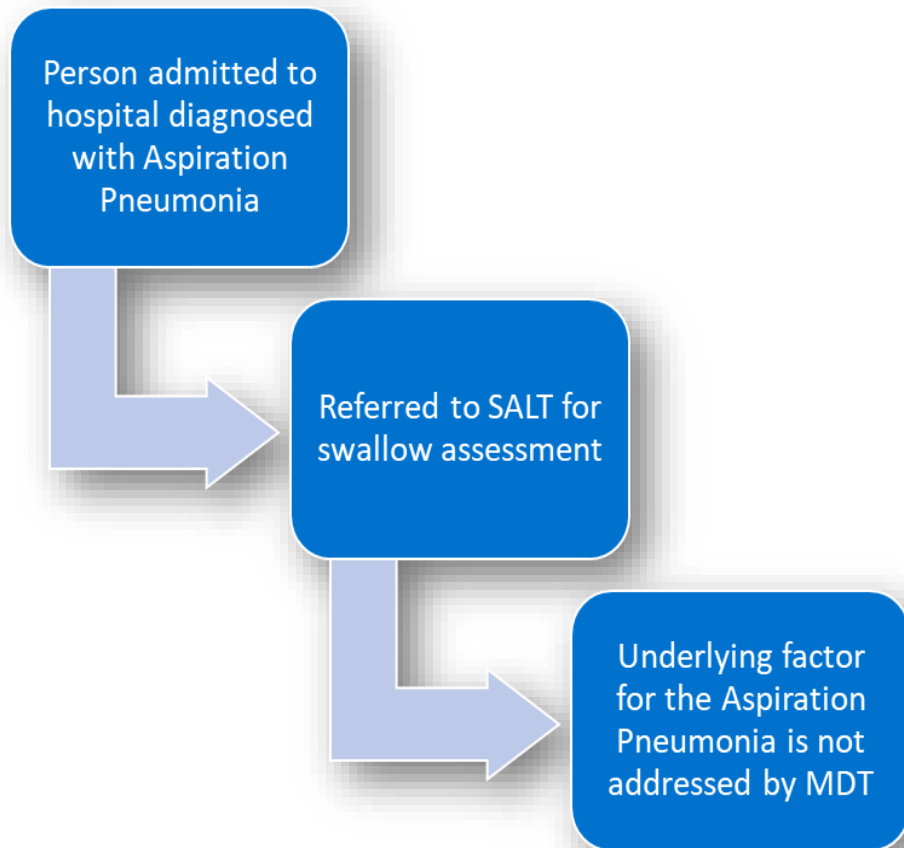 Person admitted to
hospital diagnosed
with Aspiration
Pneumonia
Referred to SALT for
swallow assessment
Underlying factor
for the Aspiration
Pneumonia is not
addressed by MDT